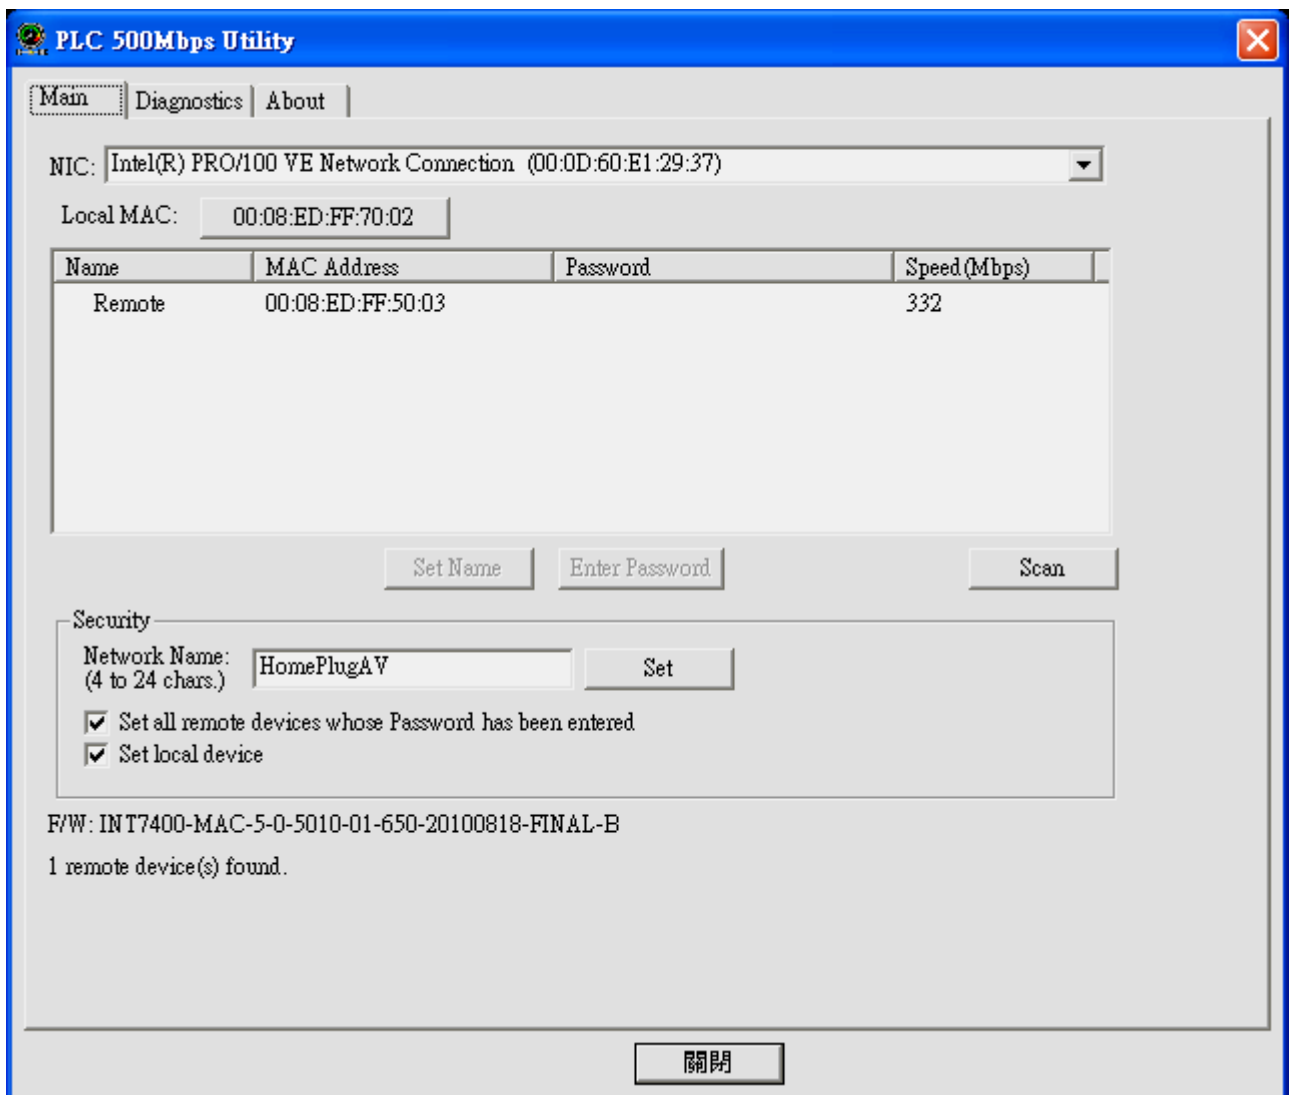 PLC 500Mbps Utility
Main Diagnostics About
NIC: Intel(R) PRO/100 VE Network Connection (00:0D:60:E1:29:37)
Local MAC: 00:08:ED:FF:70:02
Name MAC Address Password Speed(Mbps)
Remote 00:08:ED:FF:50:03 332
Set Name Enter Password Scan
Security
Network Name:
(4 to 24 chars.)
HomePlugAV Set
Set all remote devices whose Password has been entered
Set local device
F/W: INT7400-MAC-5-0-5010-01-650-20100818-FINAL-B
1 remote device(s) found.
關閉